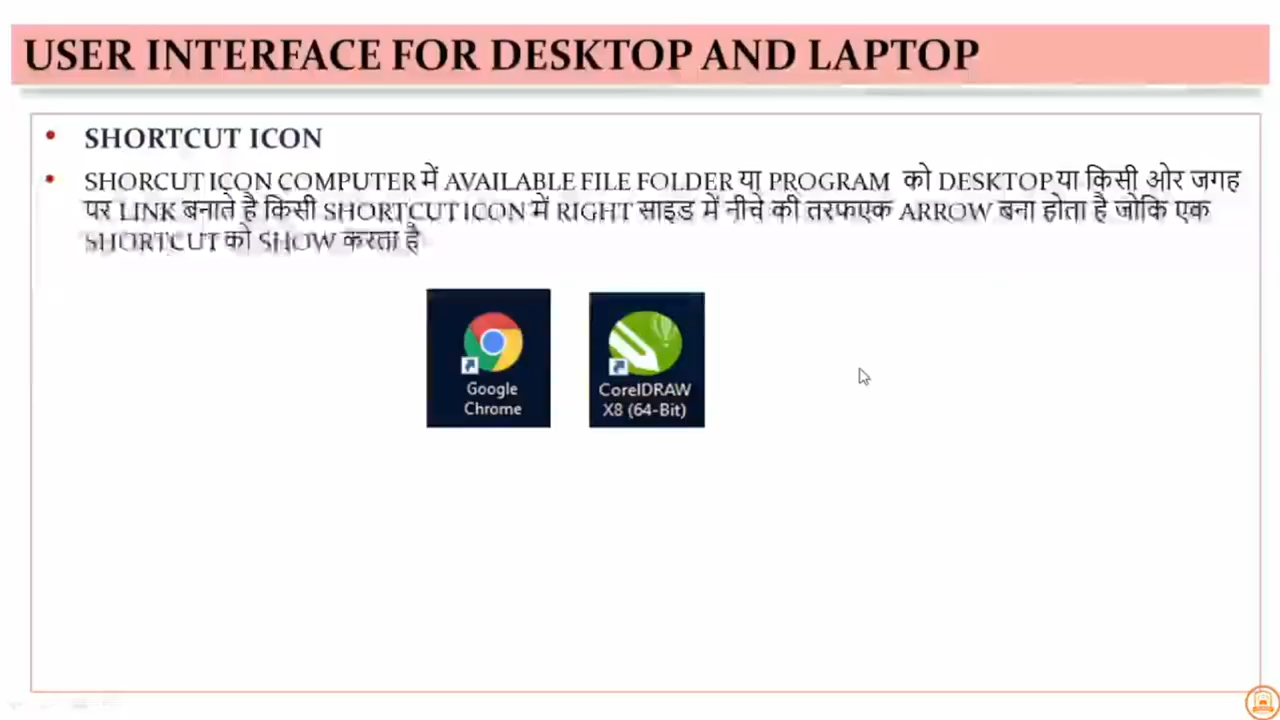 USER INTERFACE FOR DESKTOP AND LAPTOP
SHORTCUT ICON
SHORCUT ICON COMPUTER में AVAILABLE FILE FOLDER या PROGRAM को DESKTOP या किसी ओर जगह
पर LINK बनाते है किसी SHORTCUT ICON में RIGHT साइड में नीचे की तरफएक ARROW बना होता है जोकि एक
SHORTCUT को SHOW करता है
Google
Chrome
CorelDRAW
X8 (64-Bit)